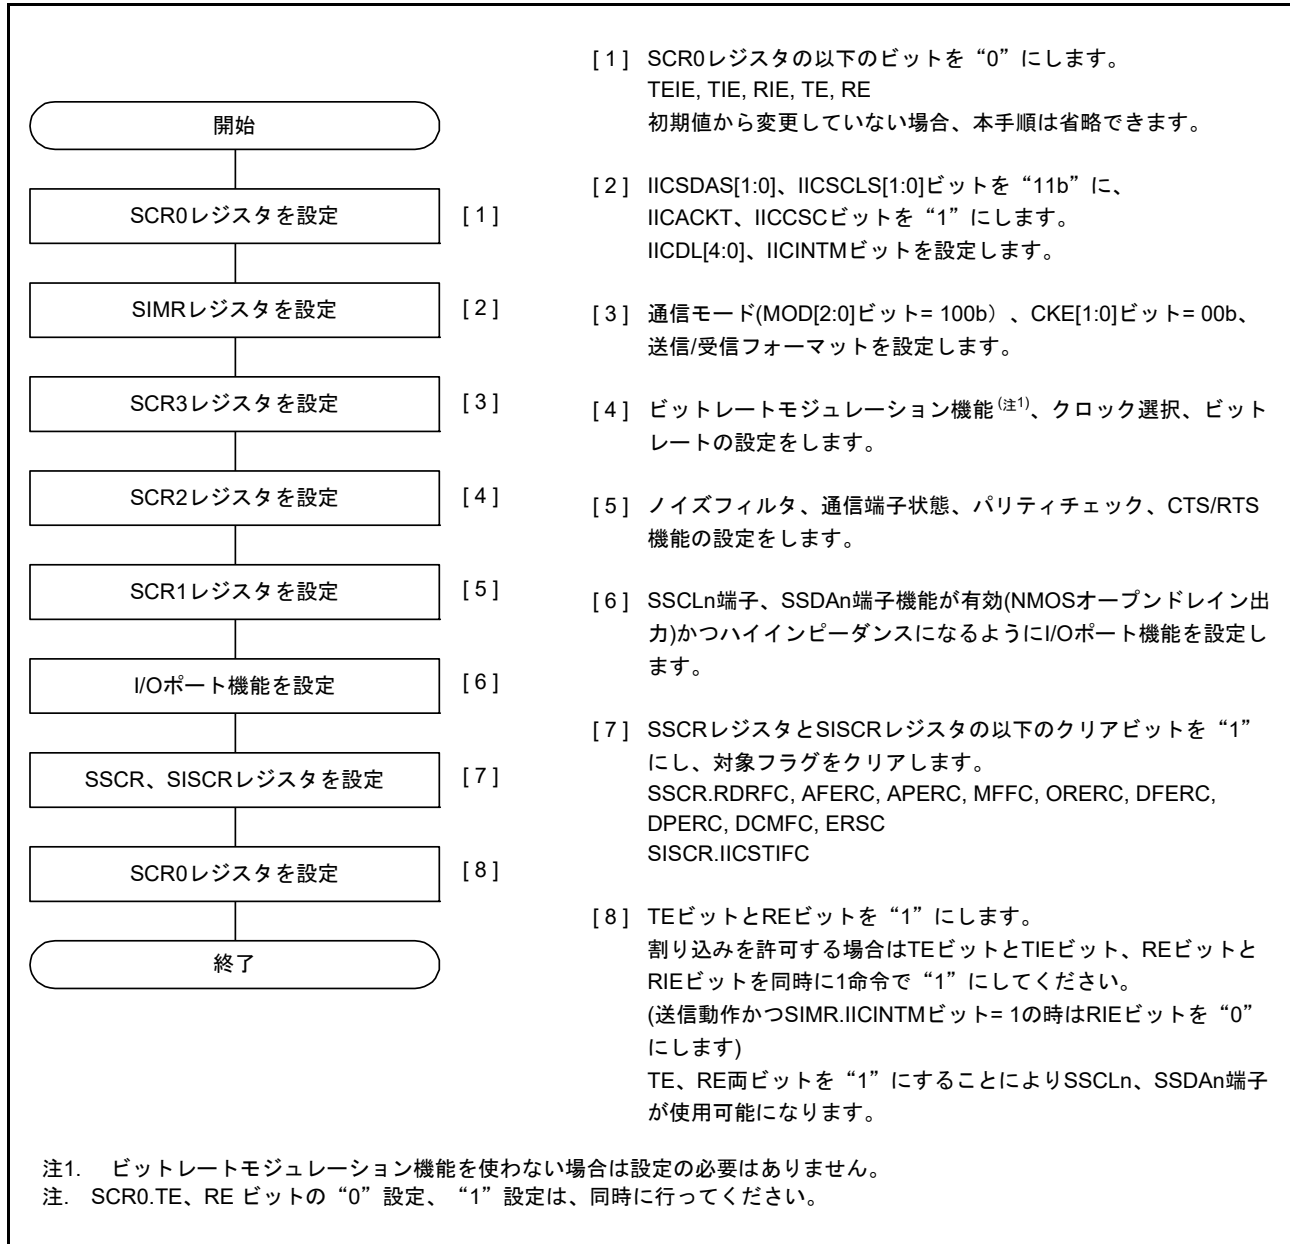 開始
SCR0レジスタを設定
[ 1 ]
SIMRレジスタを設定
[ 2 ]
SCR3レジスタを設定
[ 3 ]
SCR2レジスタを設定
[ 4 ]
SCR1レジスタを設定
[ 5 ]
I/Oポート機能を設定
[ 6 ]
SSCR、SISCRレジスタを設定
[ 7 ]
SCR0レジスタを設定
[ 8 ]
終了
[ 1 ] SCR0レジスタの以下のビットを“0”にします。
TEIE, TIE, RIE, TE, RE
初期値から変更していない場合、本手順は省略できます。
[ 2 ] IICSDAS[1:0]、IICSCLS[1:0]ビットを“11b”に、
IICACKT、IICCSCビットを“1”にします。
IICDL[4:0]、IICINTMビットを設定します。
[ 3 ] 通信モード(MOD[2:0]ビット= 100b）、CKE[1:0]ビット= 00b、
送信/受信フォーマットを設定します。
[ 4 ] ビットレートモジュレーション機能(注1)、クロック選択、ビット
レートの設定をします。
[ 5 ] ノイズフィルタ、通信端子状態、パリティチェック、CTS/RTS
機能の設定をします。
[ 6 ] SSCLn端子、SSDAn端子機能が有効(NMOSオープンドレイン出
力)かつハイインピーダンスになるようにI/Oポート機能を設定し
ます。
[ 7 ] SSCRレジスタとSISCRレジスタの以下のクリアビットを“1”
にし、対象フラグをクリアします。
SSCR.RDRFC, AFERC, APERC, MFFC, ORERC, DFERC,
DPERC, DCMFC, ERSC
SISCR.IICSTIFC
[ 8 ] TEビットとREビットを“1”にします。
割り込みを許可する場合はTEビットとTIEビット、REビットと
RIEビットを同時に1命令で“1”にしてください。
(送信動作かつSIMR.IICINTMビット= 1の時はRIEビットを“0”
にします)
TE、RE両ビットを“1”にすることによりSSCLn、SSDAn端子
が使用可能になります。
注1. ビットレートモジュレーション機能を使わない場合は設定の必要はありません。
注. SCR0.TE、RE ビットの“0”設定、“1”設定は、同時に行ってください。